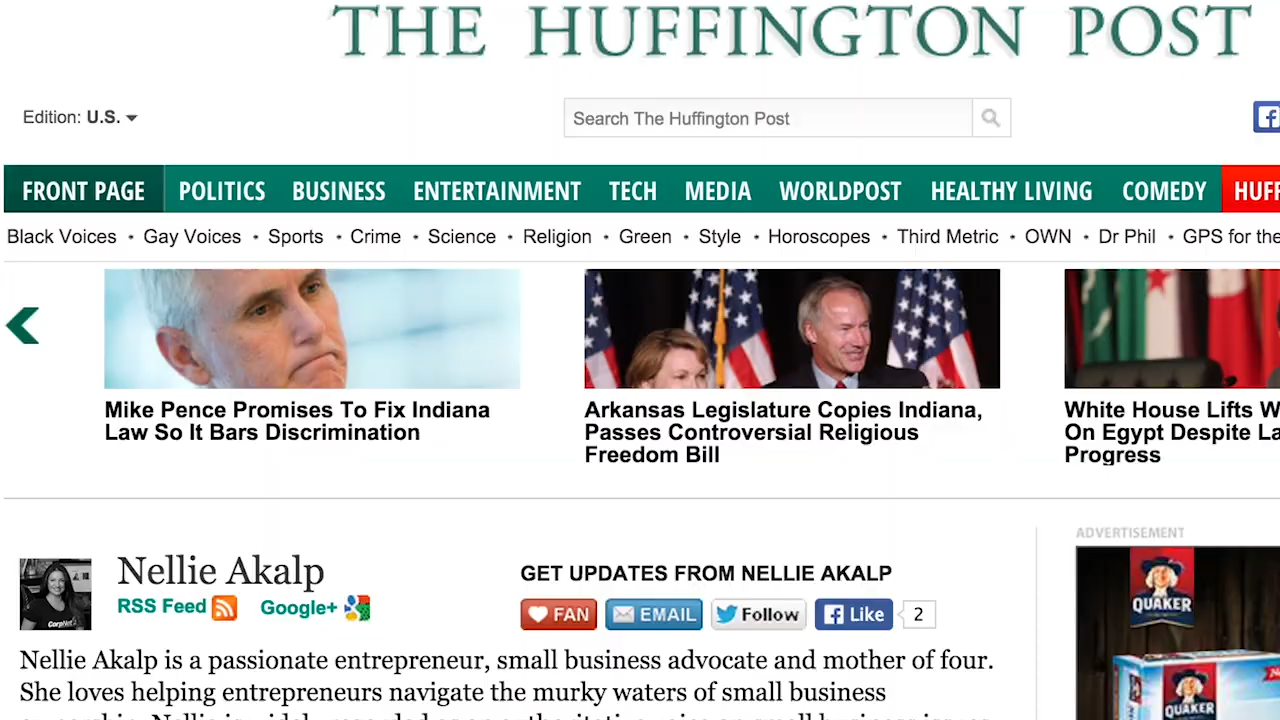 THE HUFFINGTON POST
Edition: U.S.
Search The Huffington Post
FRONT PAGE POLITICS BUSINESS ENTERTAINMENT TECH MEDIA WORLDPOST HEALTHY LIVING COMEDY HUFF
Black Voices • Gay Voices • Sports • Crime • Science • Religion • Green • Style • Horoscopes • Third Metric • OWN • Dr Phil • GPS for the
Mike Pence Promises To Fix Indiana
Law So It Bars Discrimination
Arkansas Legislature Copies Indiana,
Passes Controversial Religious
Freedom Bill
White House Lifts W
On Egypt Despite La
Progress
ADVERTISEMENT
Nellie Akalp
RSS Feed Google+
CorpNet
GET UPDATES FROM NELLIE AKALP
FAN EMAIL Follow Like 2
QUAKER
QUAKER
Nellie Akalp is a passionate entrepreneur, small business advocate and mother of four.
She loves helping entrepreneurs navigate the murky waters of small business